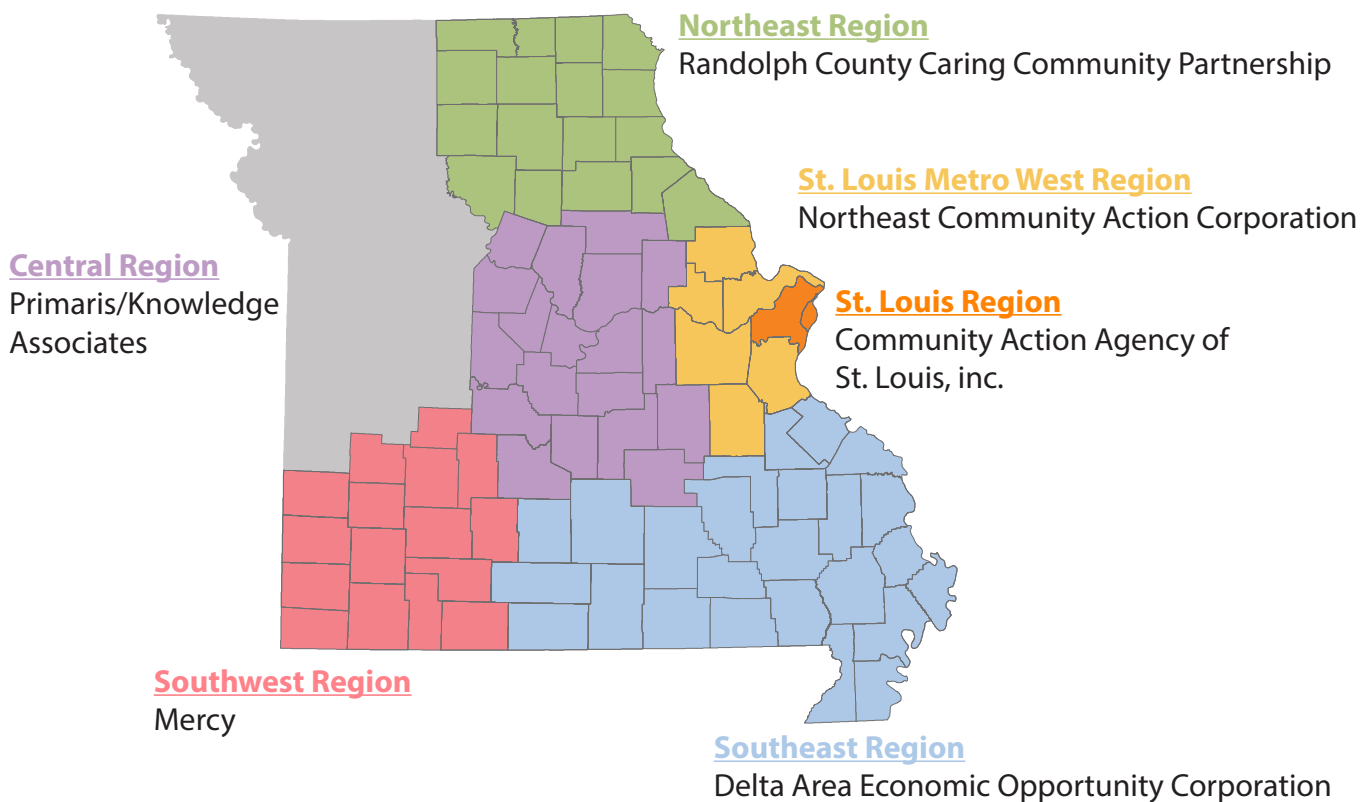 Northeast Region
Randolph County Caring Community Partnership
St. Louis Metro West Region
Northeast Community Action Corporation
Central Region
Primaris/Knowledge
Associates
St. Louis Region
Community Action Agency of
St. Louis, inc.
Southwest Region
Mercy
Southeast Region
Delta Area Economic Opportunity Corporation